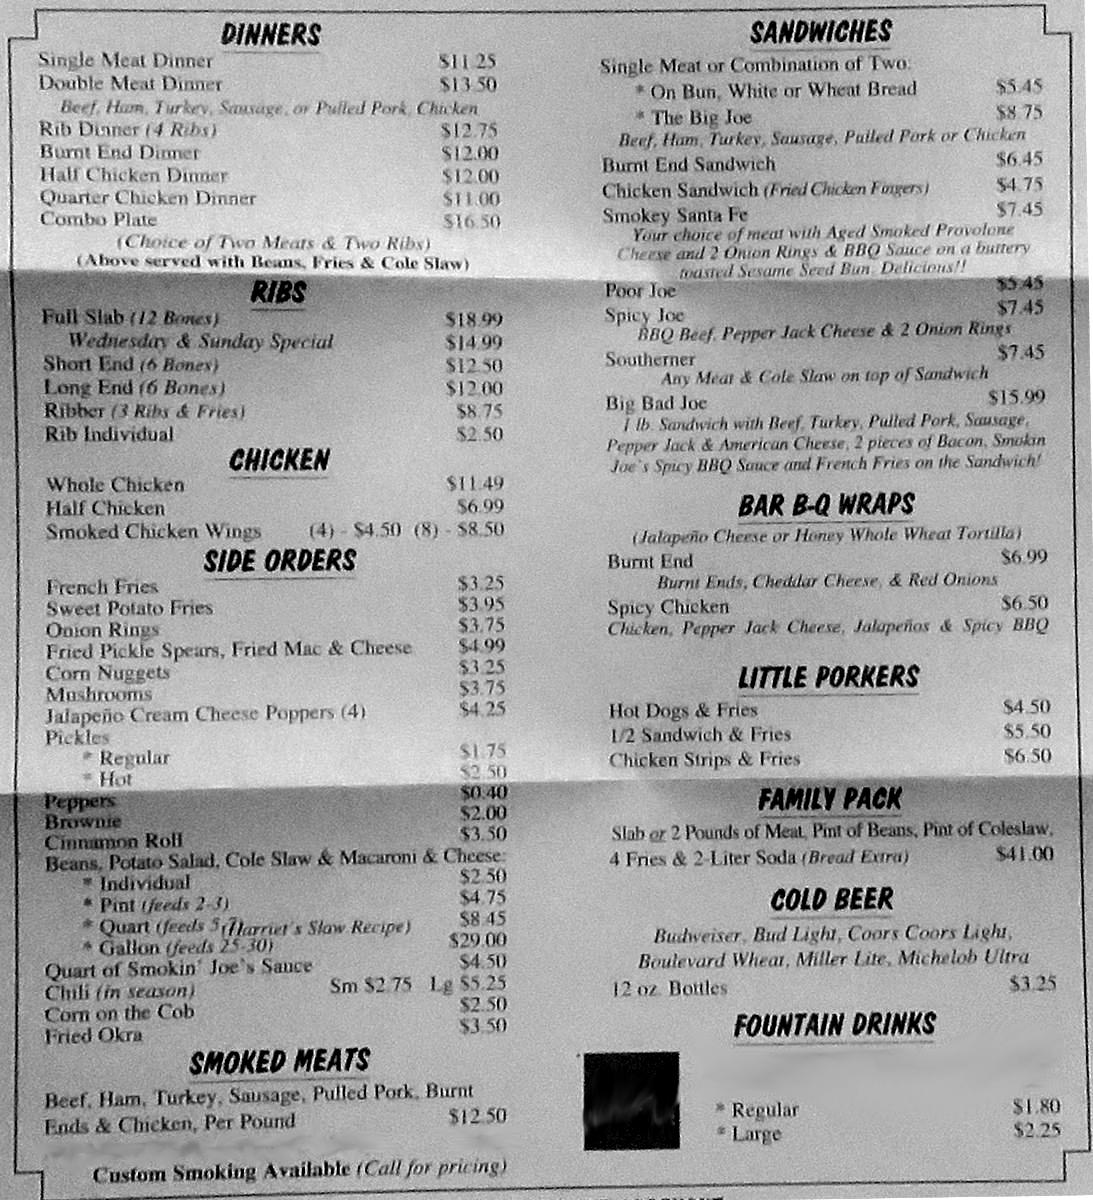 DINNERS
Single Meat Dinner $11.25
Double Meat Dinner $13.50
Beef, Ham, Turkey, Sausage, or Pulled Pork, Chicken
Rib Dinner (4 Ribs) $12.75
Burnt End Dinner $12.00
Half Chicken Dinner $12.00
Quarter Chicken Dinner $11.00
Combo Plate $16.50
(Choice of Two Meats & Two Ribs)
(Above served with Beans, Fries & Cole Slaw)
RIBS
Full Slab (12 Bones) $18.99
Wednesday & Sunday Special $14.99
Short End (6 Bones) $12.50
Long End (6 Bones) $12.00
Ribber (3 Ribs & Fries) $8.75
Rib Individual $2.50
CHICKEN
Whole Chicken $11.49
Half Chicken $6.99
Smoked Chicken Wings (4) - $4.50 (8) - $8.50
SIDE ORDERS
French Fries $3.25
Sweet Potato Fries $3.95
Onion Rings $3.75
Fried Pickle Spears, Fried Mac & Cheese $4.99
Corn Nuggets $3.25
Mushrooms $3.75
Jalapeño Cream Cheese Poppers (4) $4.25
Pickles
* Regular $1.75
* Hot $2.50
Peppers $0.40
Brownie $2.00
Cinnamon Roll $3.50
Beans, Potato Salad, Cole Slaw & Macaroni & Cheese:
* Individual $2.50
* Pint (feeds 2-3) $4.75
* Quart (feeds 5-7) (Harriet's Slaw Recipe) $8.45
* Gallon (feeds 25-30) $29.00
Quart of Smokin' Joe's Sauce $4.50
Chili (in season) Sm $2.75 Lg $5.25
Corn on the Cob $2.50
Fried Okra $3.50
SMOKED MEATS
Beef, Ham, Turkey, Sausage, Pulled Pork, Burnt
Ends & Chicken, Per Pound $12.50
Custom Smoking Available (Call for pricing)
SANDWICHES
Single Meat or Combination of Two:
* On Bun, White or Wheat Bread $5.45
* The Big Joe $8.75
Beef, Ham, Turkey, Sausage, Pulled Pork or Chicken
Burnt End Sandwich $6.45
Chicken Sandwich (Fried Chicken Fingers) $4.75
Smokey Santa Fe $7.45
Your choice of meat with Aged Smoked Provolone
Cheese and 2 Onion Rings & BBQ Sauce on a buttery
toasted Sesame Seed Bun. Delicious!!
Poor Joe $5.45
Spicy Joe $7.45
BBQ Beef, Pepper Jack Cheese & 2 Onion Rings
Southerner $7.45
Any Meat & Cole Slaw on top of Sandwich
Big Bad Joe $15.99
1 lb. Sandwich with Beef, Turkey, Pulled Pork, Sausage,
Pepper Jack & American Cheese, 2 pieces of Bacon, Smokin
Joe's Spicy BBQ Sauce and French Fries on the Sandwich!
BAR B-Q WRAPS
(Jalapeño Cheese or Honey Whole Wheat Tortilla)
Burnt End $6.99
Burnt Ends, Cheddar Cheese, & Red Onions
Spicy Chicken $6.50
Chicken, Pepper Jack Cheese, Jalapeños & Spicy BBQ
LITTLE PORKERS
Hot Dogs & Fries $4.50
1/2 Sandwich & Fries $5.50
Chicken Strips & Fries $6.50
FAMILY PACK
Slab or 2 Pounds of Meat, Pint of Beans, Pint of Coleslaw,
4 Fries & 2-Liter Soda (Bread Extra) $41.00
COLD BEER
Budweiser, Bud Light, Coors Coors Light,
Boulevard Wheat, Miller Lite, Michelob Ultra
12 oz. Bottles $3.25
FOUNTAIN DRINKS
* Regular $1.80
* Large $2.25